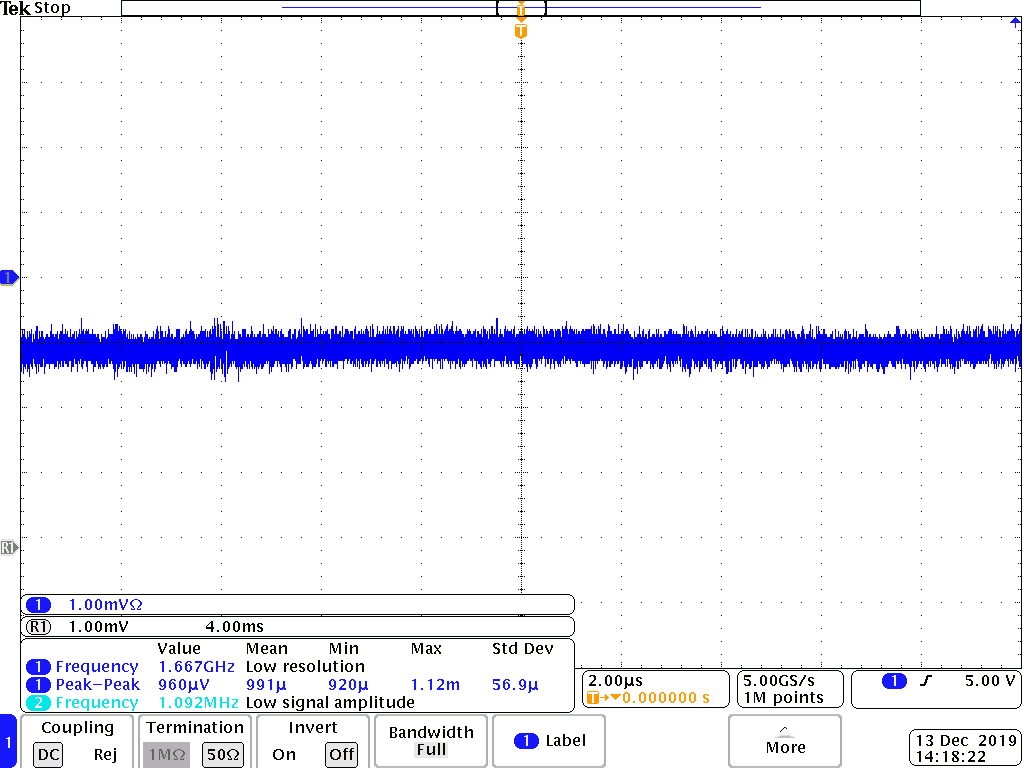 Tek Stop
T
T
1
R1
1 1.00mVΩ
R1 1.00mV 4.00ms
Value Mean Min Max Std Dev
1 Frequency 1.667GHz Low resolution
1 Peak-Peak 960µV 991µ 920µ 1.12m 56.9µ
2 Frequency 1.092MHz Low signal amplitude
2.00µs
T→▼0.000000 s
5.00GS/s
1M points
1 5.00 V
1
Coupling
DC Rej
Termination
1MΩ 50Ω
Invert
On Off
Bandwidth
Full
1 Label
More
13 Dec 2019
14:18:22